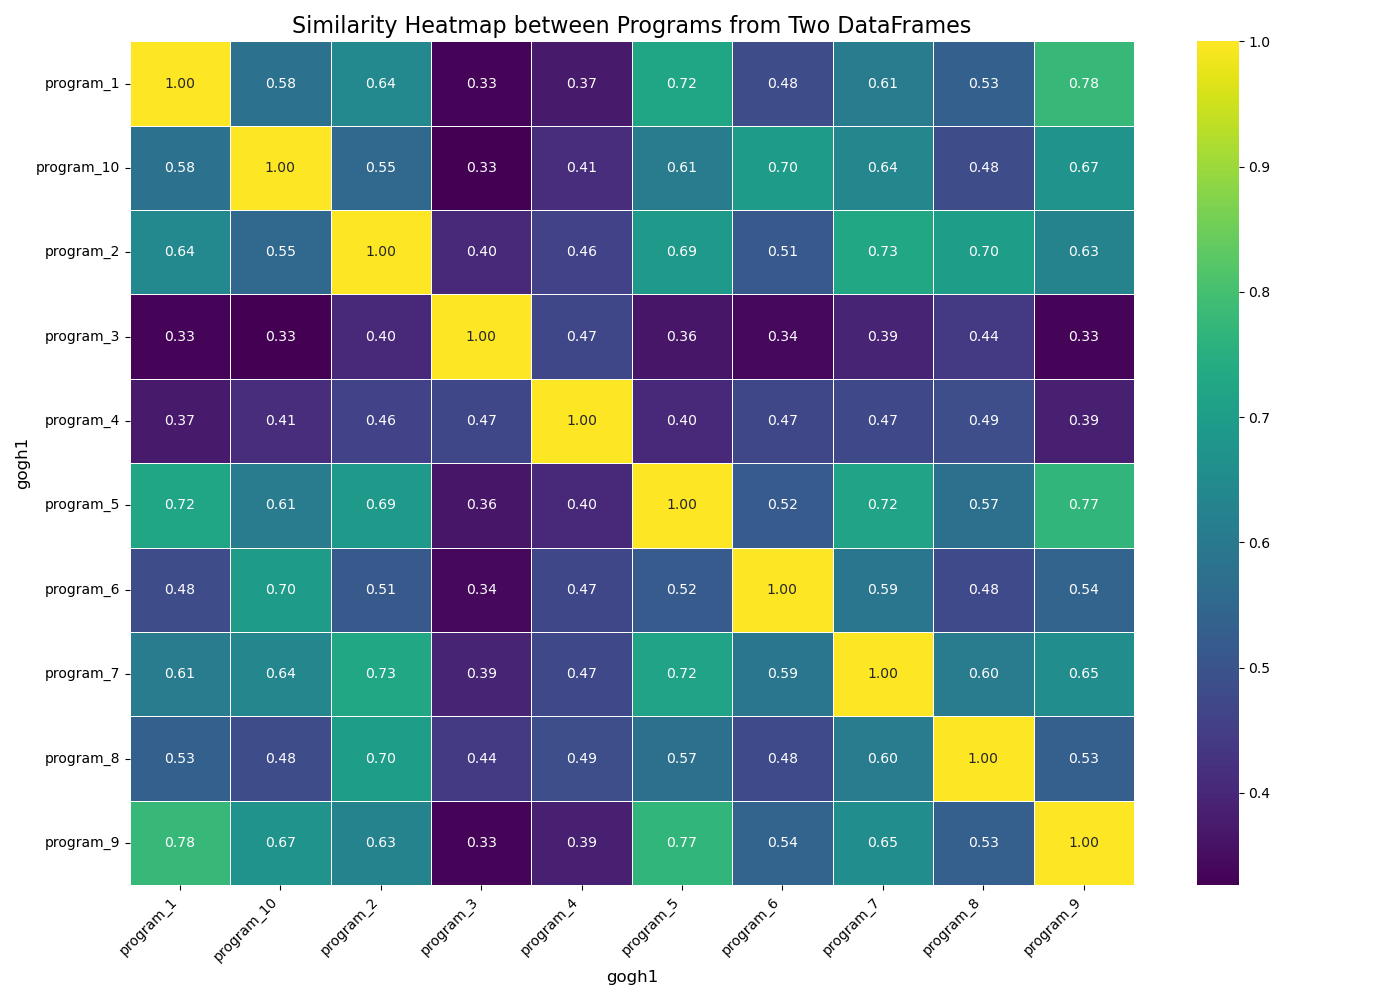 Similarity Heatmap between Programs from Two DataFrames
program_1 1.00 0.58 0.64 0.33 0.37 0.72 0.48 0.61 0.53 0.78
program_10 0.58 1.00 0.55 0.33 0.41 0.61 0.70 0.64 0.48 0.67
program_2 0.64 0.55 1.00 0.40 0.46 0.69 0.51 0.73 0.70 0.63
program_3 0.33 0.33 0.40 1.00 0.47 0.36 0.34 0.39 0.44 0.33
program_4 0.37 0.41 0.46 0.47 1.00 0.40 0.47 0.47 0.49 0.39
program_5 0.72 0.61 0.69 0.36 0.40 1.00 0.52 0.72 0.57 0.77
program_6 0.48 0.70 0.51 0.34 0.47 0.52 1.00 0.59 0.48 0.54
program_7 0.61 0.64 0.73 0.39 0.47 0.72 0.59 1.00 0.60 0.65
program_8 0.53 0.48 0.70 0.44 0.49 0.57 0.48 0.60 1.00 0.53
program_9 0.78 0.67 0.63 0.33 0.39 0.77 0.54 0.65 0.53 1.00
gogh1
program_1 program_10 program_2 program_3 program_4 program_5 program_6 program_7 program_8 program_9
gogh1
1.0
0.9
0.8
0.7
0.6
0.5
0.4